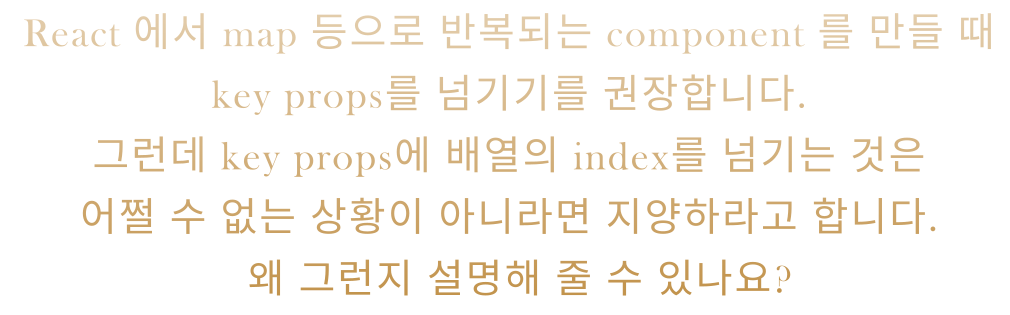 React 에서 map 등으로 반복되는 component 를 만들 때
key props를 넘기기를 권장합니다.
그런데 key props에 배열의 index를 넘기는 것은
어쩔 수 없는 상황이 아니라면 지양하라고 합니다.
왜 그런지 설명해 줄 수 있나요?